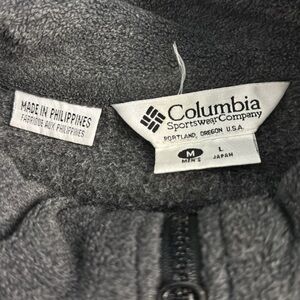 MADE IN PHILIPPINES
FABRIQUE AUX PHILIPPINES
Columbia
Sportswear Company
PORTLAND, OREGON U.S.A.
M L
MEN'S JAPAN